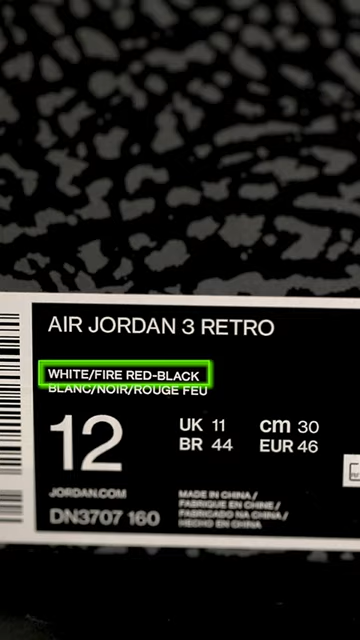 AIR JORDAN 3 RETRO
WHITE/FIRE RED-BLACK
BLANC/NOIR/ROUGE FEU
12
UK 11 cm 30
BR 44 EUR 46
JORDAN.COM
DN3707 160
MADE IN CHINA /
FABRIQUE EN CHINE /
FABRICADO NA CHINA /
HECHO EN CHINA